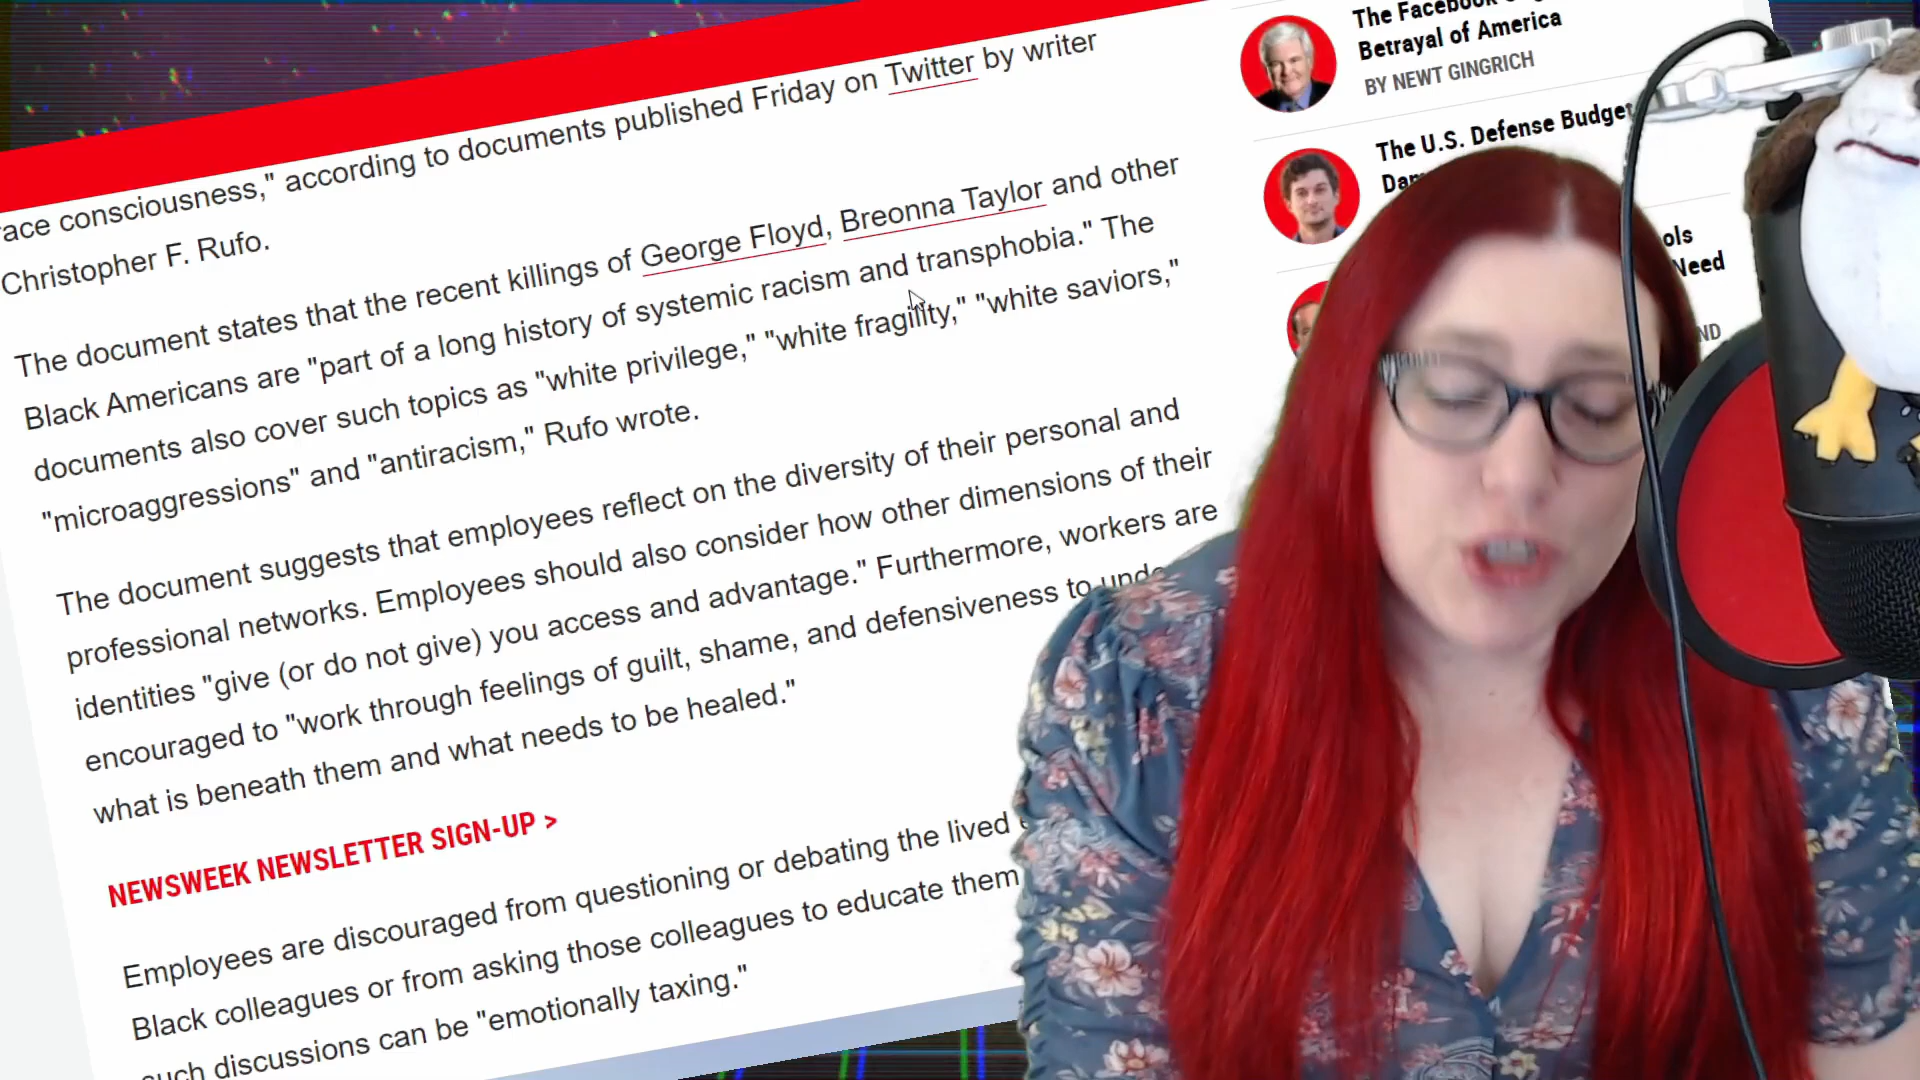 ace consciousness," according to documents published Friday on Twitter by writer
Christopher F. Rufo.
The document states that the recent killings of George Floyd, Breonna Taylor and other
Black Americans are "part of a long history of systemic racism and transphobia." The
documents also cover such topics as "white privilege," "white fragility," "white saviors,"
"microaggressions" and "antiracism," Rufo wrote.
The document suggests that employees reflect on the diversity of their personal and
professional networks. Employees should also consider how other dimensions of their
identities "give (or do not give) you access and advantage." Furthermore, workers are
encouraged to "work through feelings of guilt, shame, and defensiveness to
what is beneath them and what needs to be healed."
NEWSWEEK NEWSLETTER SIGN-UP >
Employees are discouraged from questioning or debating the lived
Black colleagues or from asking those colleagues to educate them
such discussions can be "emotionally taxing."
The Facebook
Betrayal of America
BY NEWT GINGRICH
The U.S. Defense Budget
ols
Need
ND